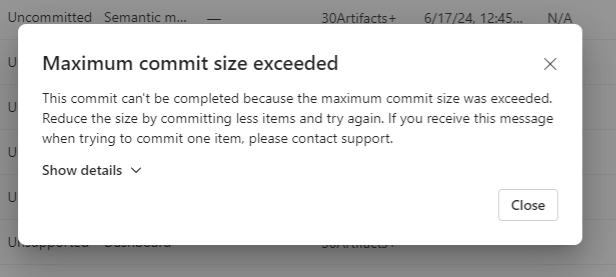 Uncommitted Semantic m... — 30Artifacts+ 6/17/24, 12:45... N/A
Maximum commit size exceeded
This commit can't be completed because the maximum commit size was exceeded.
Reduce the size by committing less items and try again. If you receive this message
when trying to commit one item, please contact support.
Show details
Close
Unsupported Dashboard 30Artifacts+